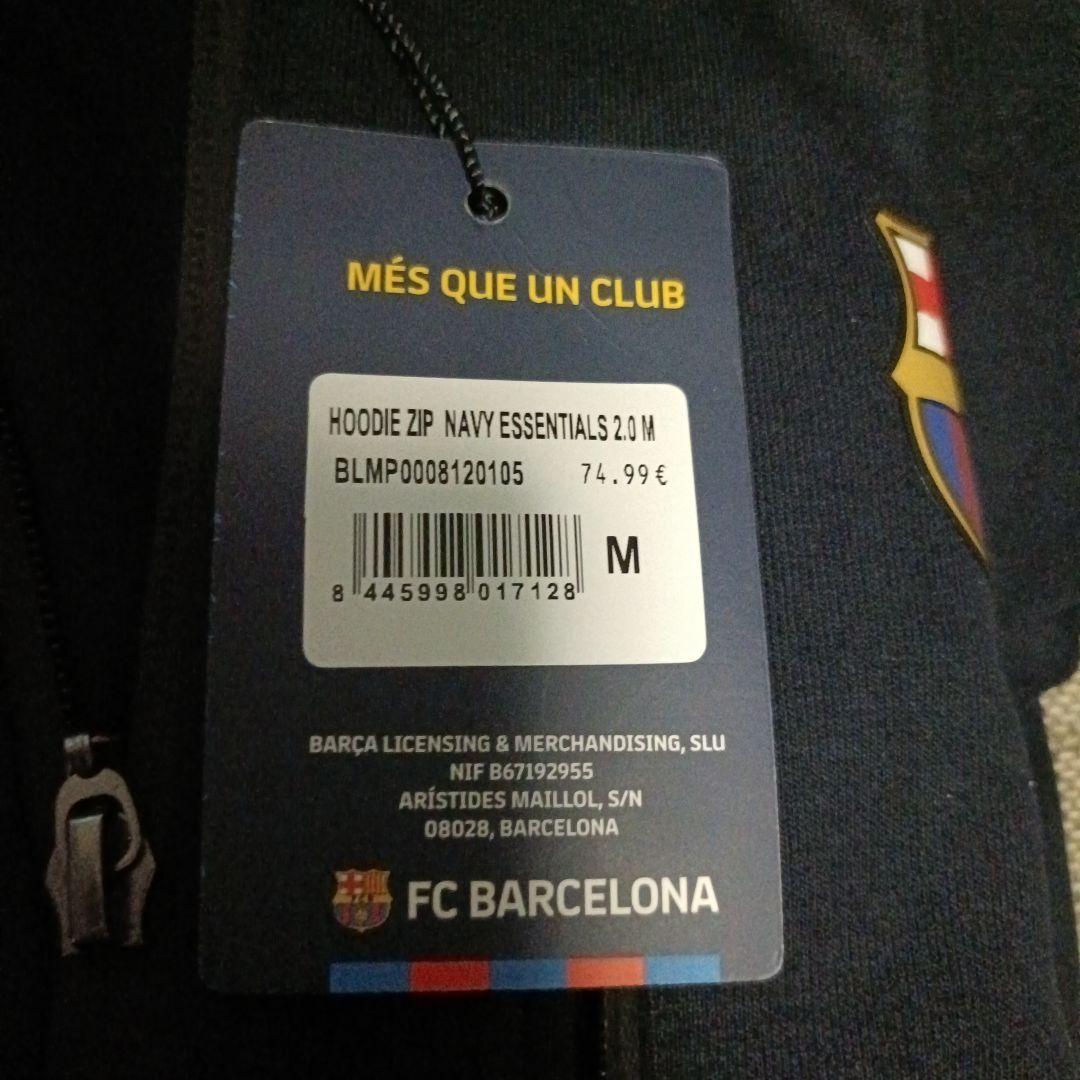 MÉS QUE UN CLUB
HOODIE ZIP NAVY ESSENTIALS 2.0 M
BLMP0008120105 74.99€
M
8 445998 017128
BARÇA LICENSING & MERCHANDISING, SLU
NIF B67192955
ARÍSTIDES MAILLOL, S/N
08028, BARCELONA
FC BARCELONA